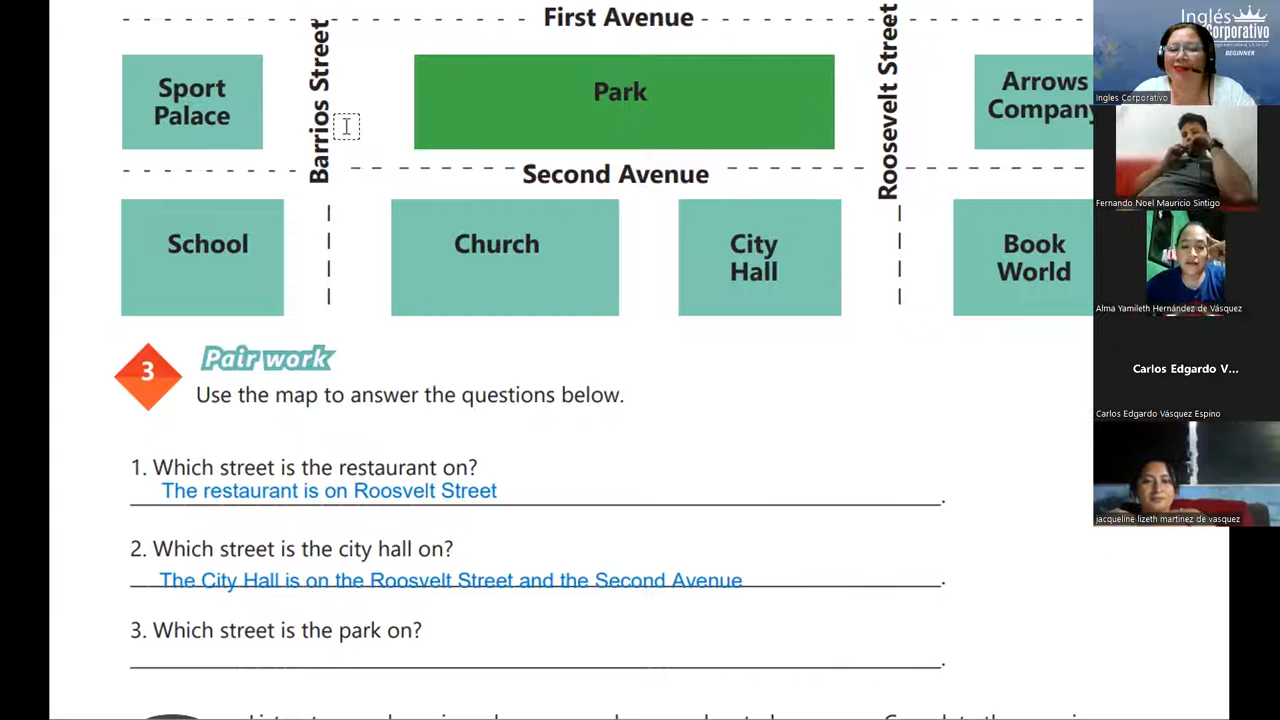 First Avenue
Barrios Street
Roosevelt Street
Sport
Palace
Park
Arrows
Company
Second Avenue
School
Church
City
Hall
Book
World
3
Pair work
Use the map to answer the questions below.
1. Which street is the restaurant on?
The restaurant is on Roosvelt Street
2. Which street is the city hall on?
The City Hall is on the Roosvelt Street and the Second Avenue
3. Which street is the park on?
Inglés
Corporativo
BEGINNER
Ingles Corporativo
Fernando Noel Mauricio Sintigo
Alma Yamileth Hernández de Vásquez
Carlos Edgardo V...
Carlos Edgardo Vásquez Espino
jacqueline lizeth martinez de vasquez